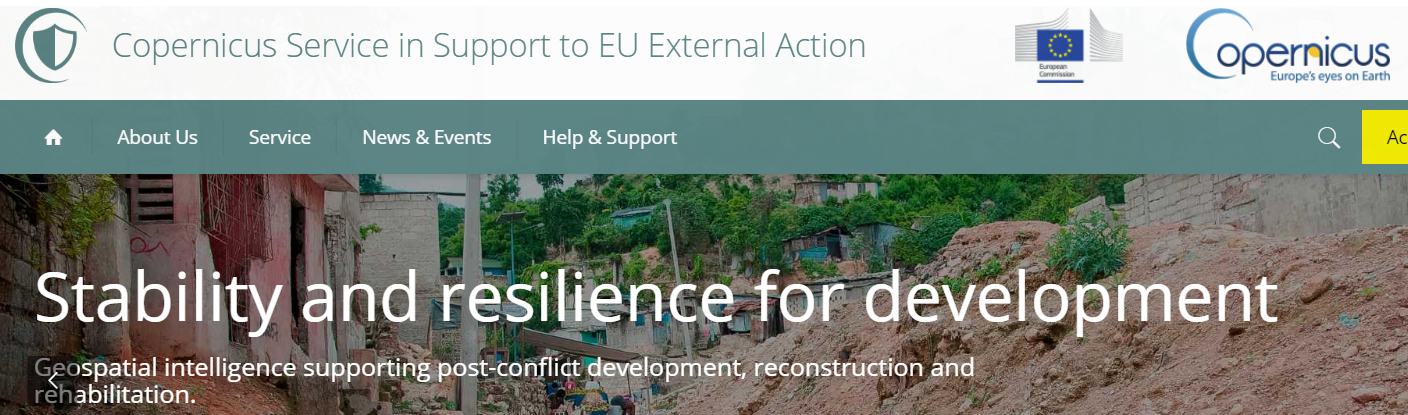 Copernicus Service in Support to EU External Action
European
Commission
opernicus
Europe's eyes on Earth
About Us
Service
News & Events
Help & Support
Ac
Stability and resilience for development
Geospatial intelligence supporting post-conflict development, reconstruction and
rehabilitation.